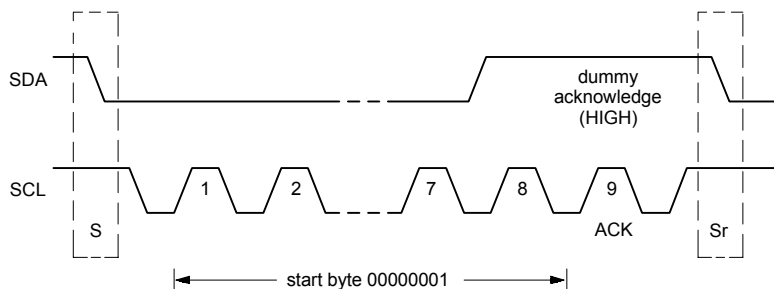 SDA
dummy
acknowledge
(HIGH)
SCL
1
2
7
8
9
S
ACK
Sr
start byte 00000001